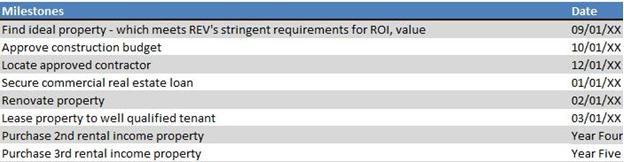 Milestones Date
Find ideal property - which meets REV's stringent requirements for ROI, value 09/01/XX
Approve construction budget 10/01/XX
Locate approved contractor 12/01/XX
Secure commercial real estate loan 01/01/XX
Renovate property 02/01/XX
Lease property to well qualified tenant 03/01/XX
Purchase 2nd rental income property Year Four
Purchase 3rd rental income property Year Five